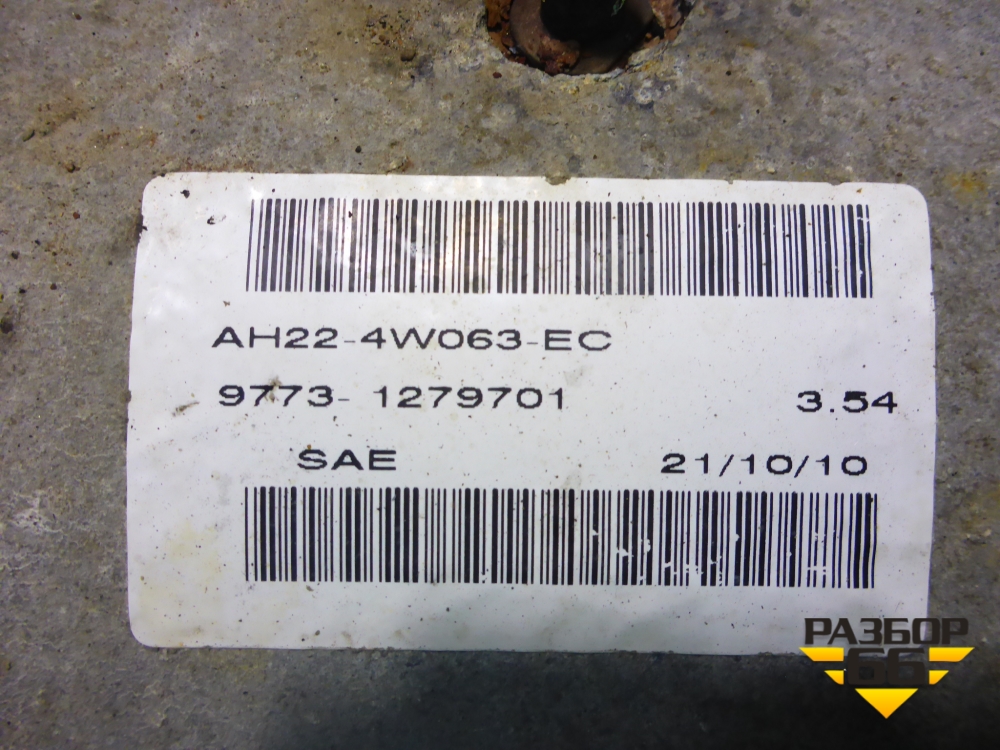 AH22-4W063-EC
9773- 1279701 3.54
SAE 21/10/10
РАЗБОР
66